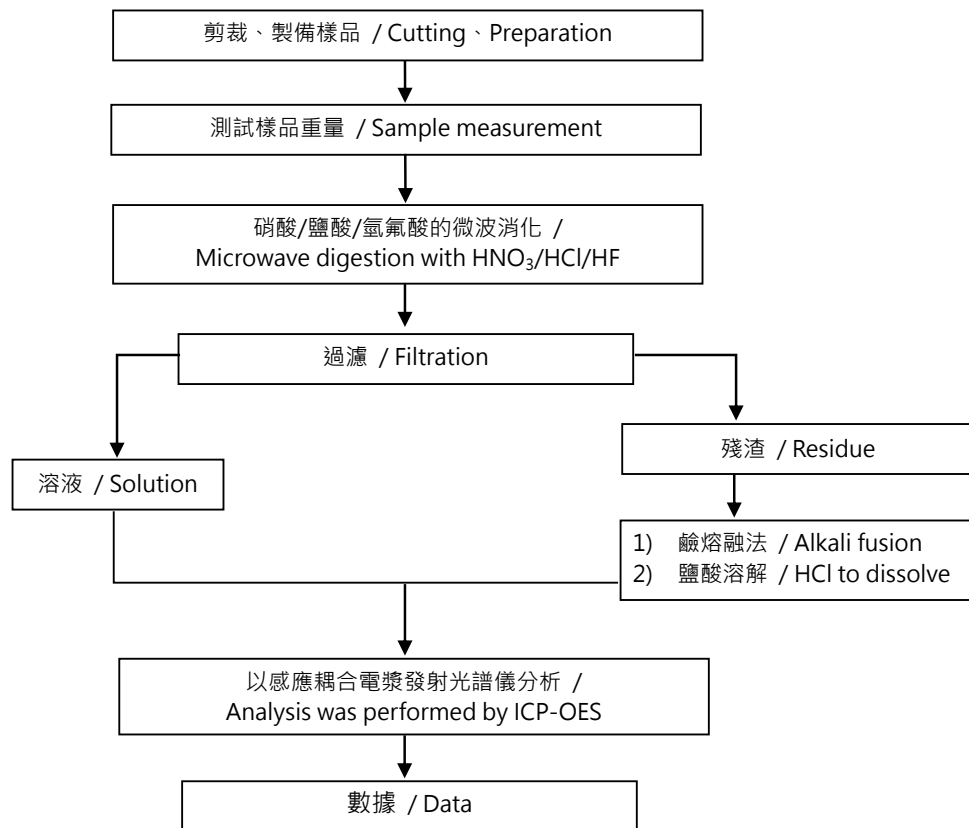 剪裁、製備樣品 / Cutting、Preparation
測試樣品重量 / Sample measurement
硝酸/鹽酸/氫氟酸的微波消化 /
Microwave digestion with HNO₃/HCl/HF
過濾 / Filtration
溶液 / Solution
殘渣 / Residue
1) 鹼熔融法 / Alkali fusion
2) 鹽酸溶解 / HCl to dissolve
以感應耦合電漿發射光譜儀分析 /
Analysis was performed by ICP-OES
數據 / Data